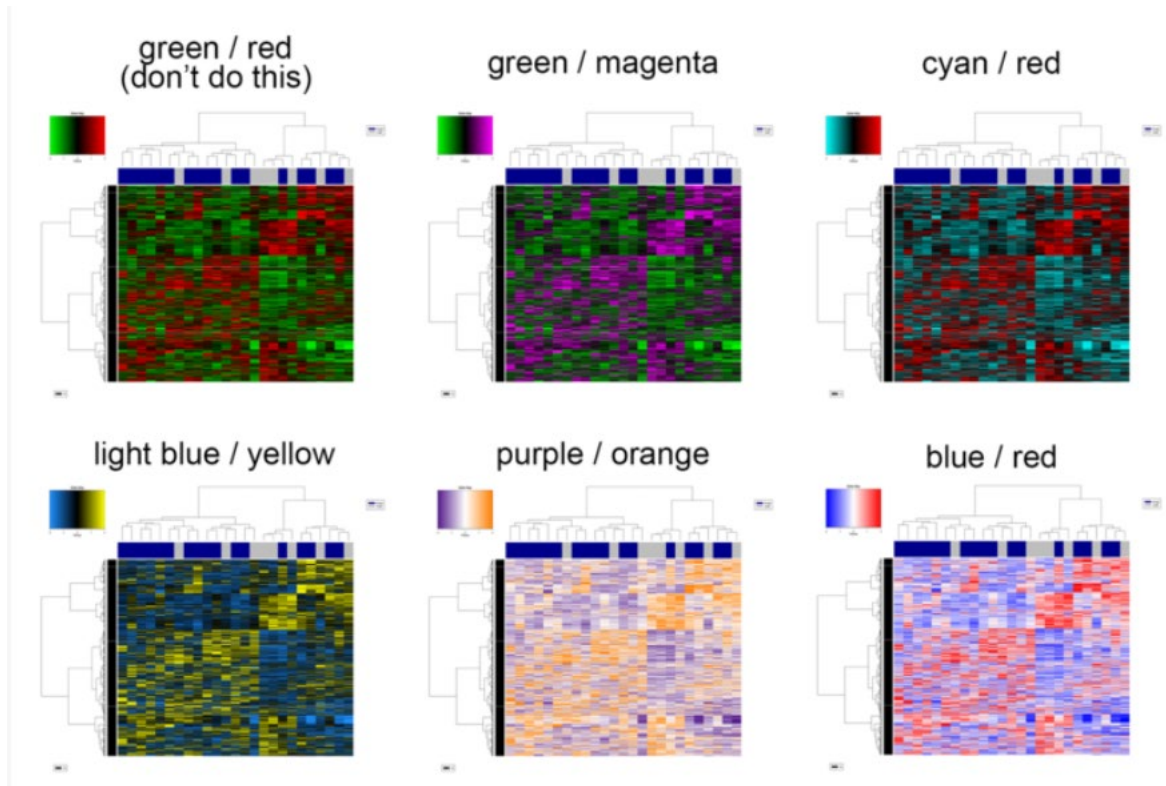 green / red
(don't do this)
green / magenta
cyan / red
light blue / yellow
purple / orange
blue / red